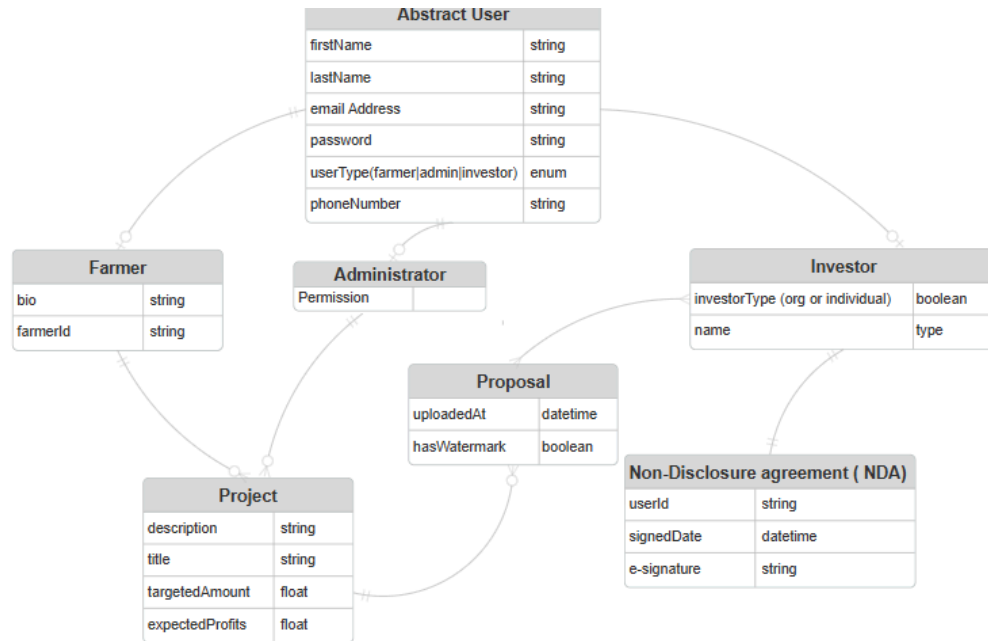 Abstract User
firstName string
lastName string
email Address string
password string
userType(farmer|admin|investor) enum
phoneNumber string
Farmer
bio string
farmerId string
Administrator
Permission
Investor
investorType (org or individual) boolean
name type
Proposal
uploadedAt datetime
hasWatermark boolean
Non-Disclosure agreement ( NDA)
userId string
signedDate datetime
e-signature string
Project
description string
title string
targetedAmount float
expectedProfits float